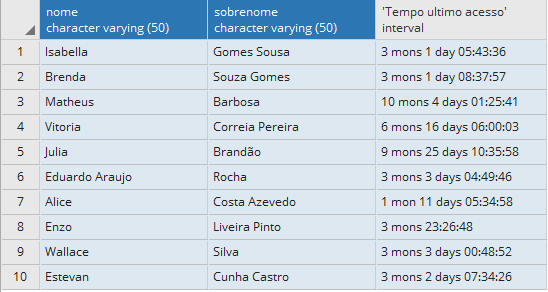 nome sobrenome 'Tempo ultimo acesso'
character varying (50) character varying (50) interval
1 Isabella Gomes Sousa 3 mons 1 day 05:43:36
2 Brenda Souza Gomes 3 mons 1 day 08:37:57
3 Matheus Barbosa 10 mons 4 days 01:25:41
4 Vitoria Correia Pereira 6 mons 16 days 06:00:03
5 Julia Brandão 9 mons 25 days 10:35:58
6 Eduardo Araujo Rocha 3 mons 3 days 04:49:46
7 Alice Costa Azevedo 1 mon 11 days 05:34:58
8 Enzo Liveira Pinto 3 mons 23:26:48
9 Wallace Silva 3 mons 3 days 00:48:52
10 Estevan Cunha Castro 3 mons 2 days 07:34:26